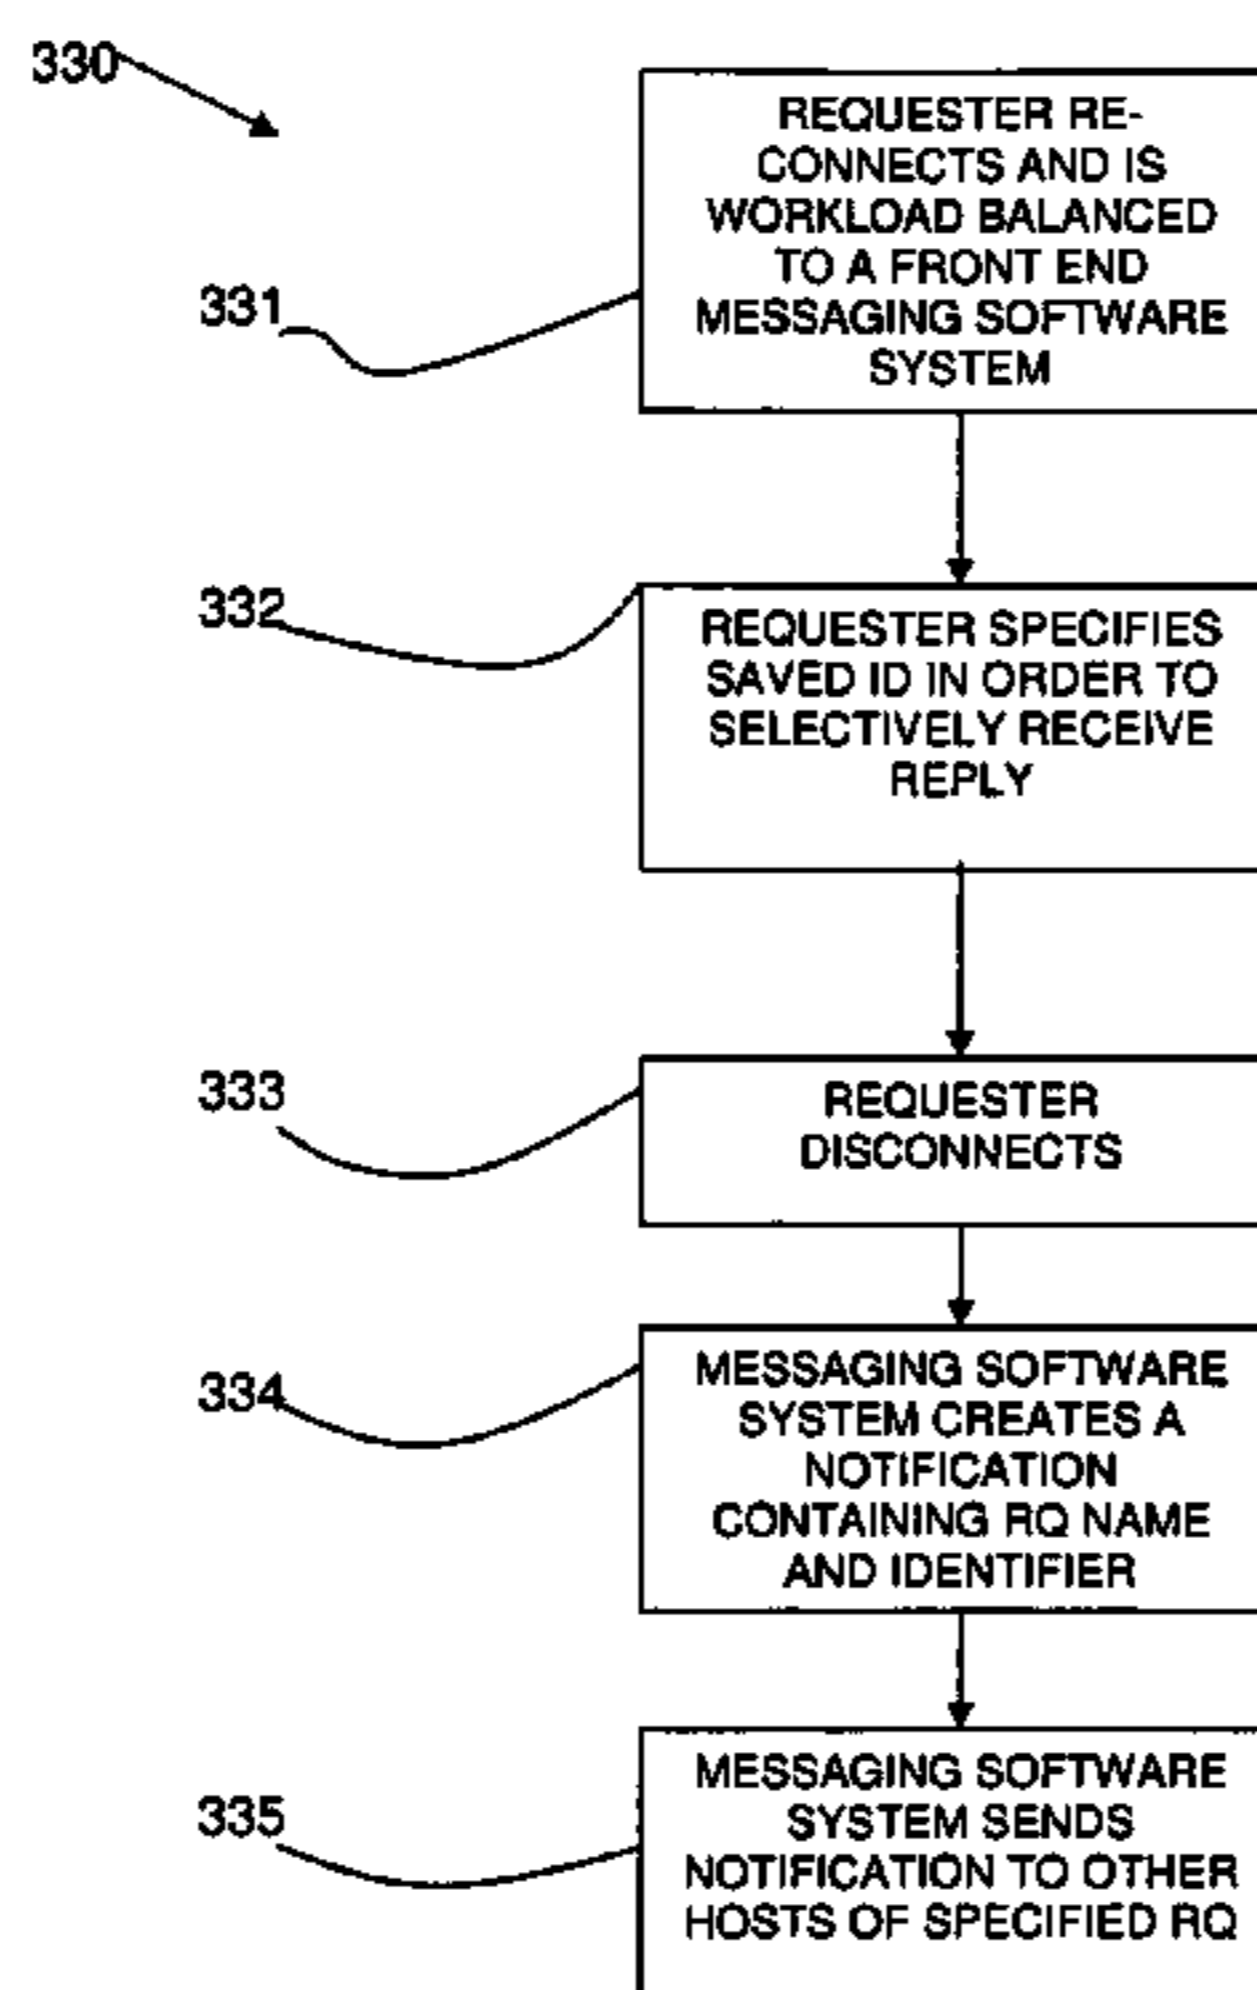 330
REQUESTER RE-
CONNECTS AND IS
WORKLOAD BALANCED
TO A FRONT END
MESSAGING SOFTWARE
SYSTEM
331
332
REQUESTER SPECIFIES
SAVED ID IN ORDER TO
SELECTIVELY RECEIVE
REPLY
333
REQUESTER
DISCONNECTS
334
MESSAGING SOFTWARE
SYSTEM CREATES A
NOTIFICATION
CONTAINING RQ NAME
AND IDENTIFIER
335
MESSAGING SOFTWARE
SYSTEM SENDS
NOTIFICATION TO OTHER
HOSTS OF SPECIFIED RQ